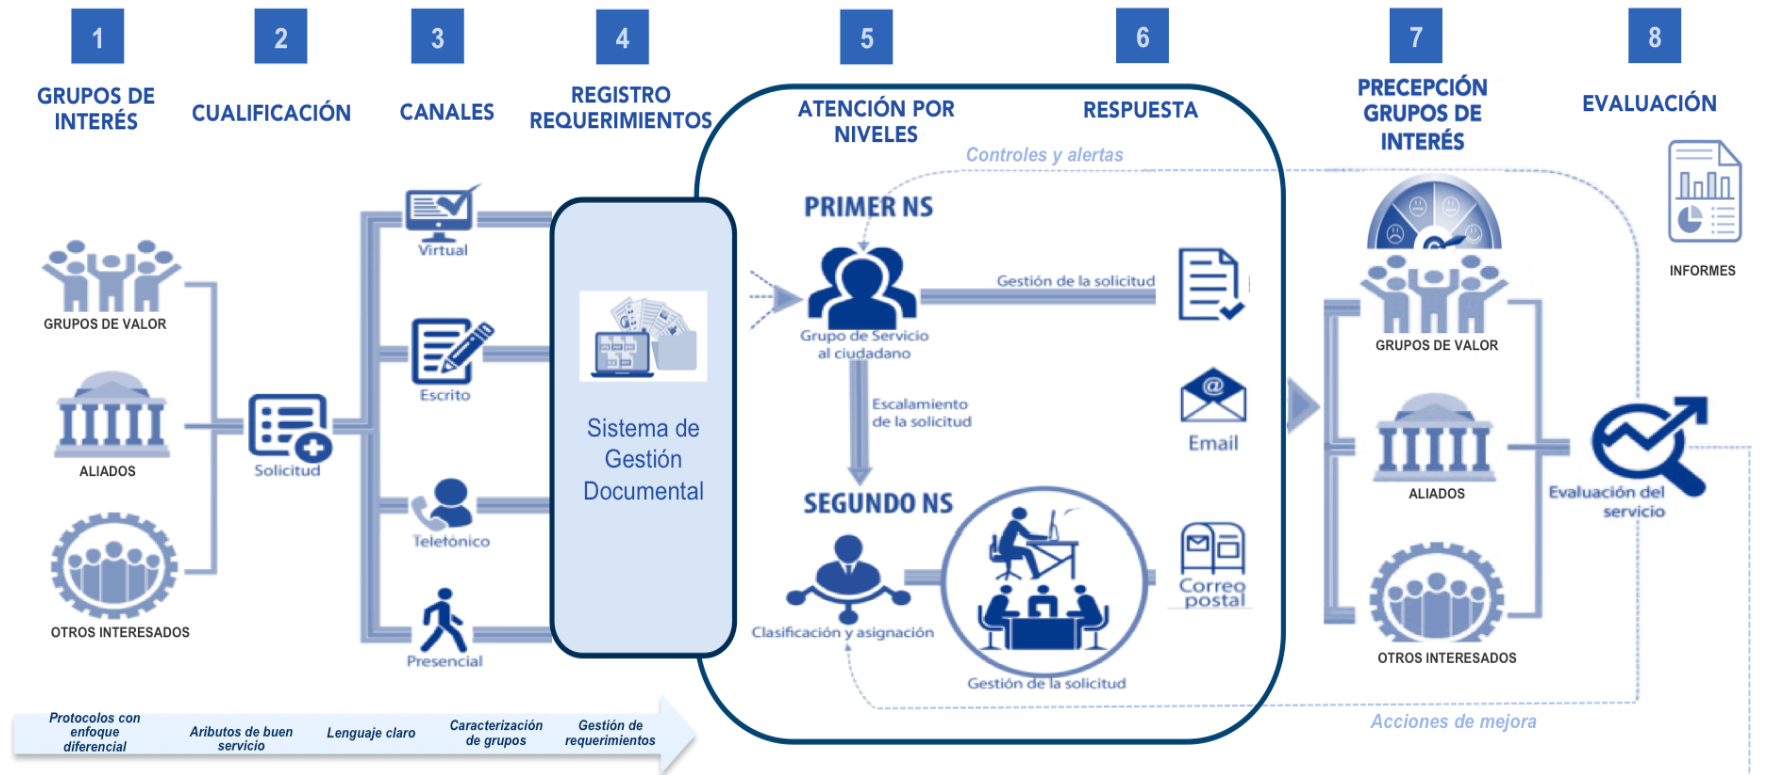 1
2
3
4
5
6
7
8
GRUPOS DE
INTERÉS
CUALIFICACIÓN
CANALES
REGISTRO
REQUERIMIENTOS
ATENCIÓN POR
NIVELES
RESPUESTA
PRECEPCIÓN
GRUPOS DE
INTERÉS
EVALUACIÓN
GRUPOS DE VALOR
ALIADOS
OTROS INTERESADOS
Solicitud
Virtual
Escrito
Telefónico
Presencial
Sistema de
Gestión
Documental
Controles y alertas
PRIMER NS
Grupo de Servicio
al ciudadano
Gestión de la solicitud
Escalamiento
de la solicitud
SEGUNDO NS
Clasificación y asignación
Gestión de la solicitud
@
Email
Correo
postal
GRUPOS DE VALOR
ALIADOS
OTROS INTERESADOS
INFORMES
Evaluación del
servicio
Acciones de mejora
Protocolos con
enfoque
diferencial
Aributos de buen
servicio
Lenguaje claro
Caracterización
de grupos
Gestión de
requerimientos